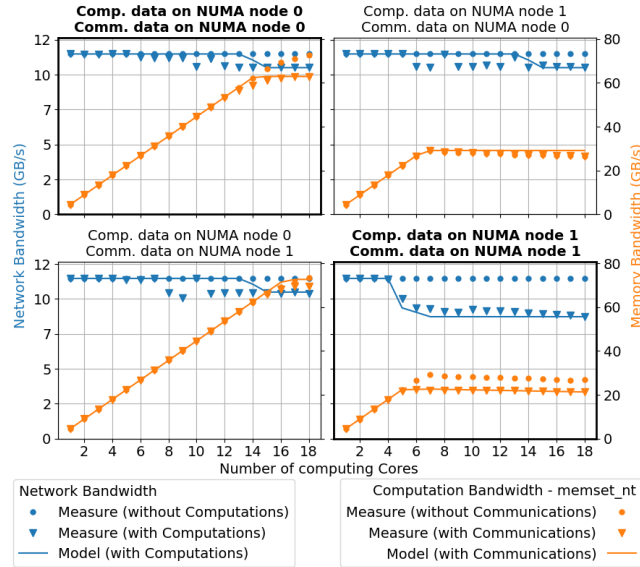 Comp. data on NUMA node 0
Comm. data on NUMA node 0
Comp. data on NUMA node 1
Comm. data on NUMA node 0
12
10
7
5
2
0
80
60
40
20
0
Comp. data on NUMA node 0
Comm. data on NUMA node 1
Comp. data on NUMA node 1
Comm. data on NUMA node 1
12
10
7
5
2
0
80
60
40
20
0
2 4 6 8 10 12 14 16 18
2 4 6 8 10 12 14 16 18
Network Bandwidth (GB/s)
Memory Bandwidth (GB/s)
Number of computing Cores
Network Bandwidth
Measure (without Computations)
Measure (with Computations)
Model (with Computations)
Computation Bandwidth - memset_nt
Measure (without Communications)
Measure (with Communications)
Model (with Communications)